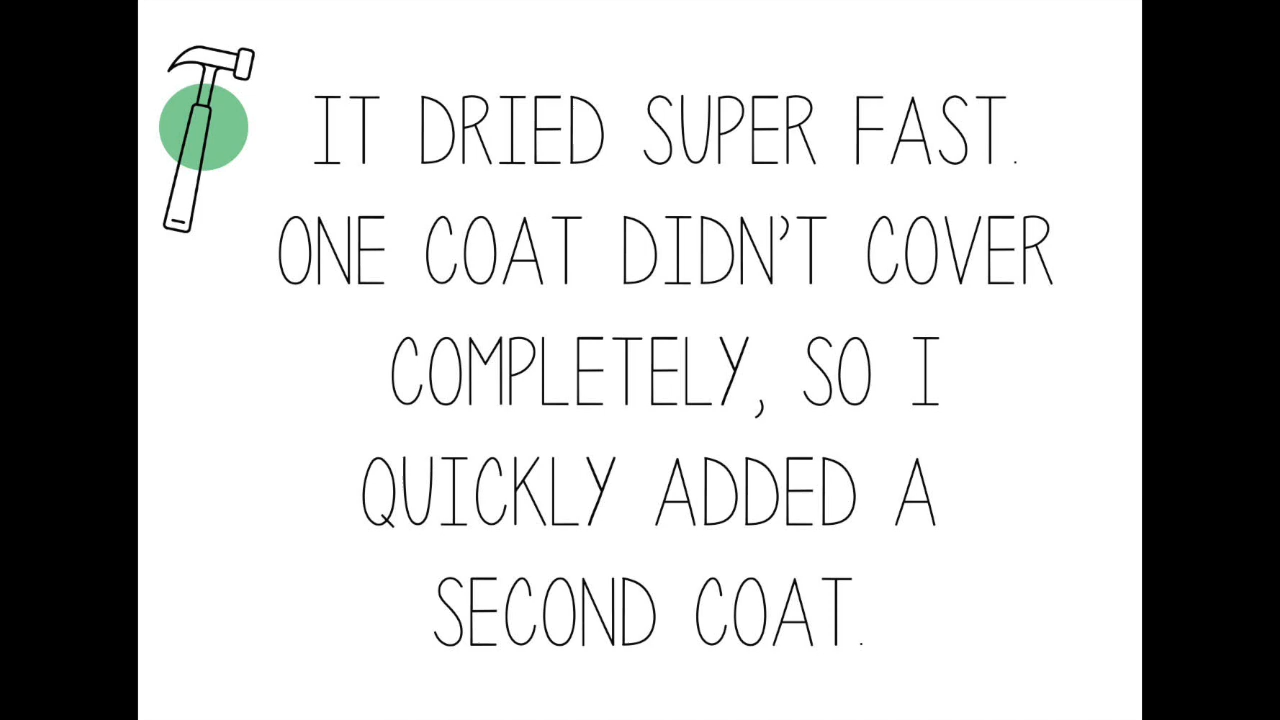 IT DRIED SUPER FAST.
ONE COAT DIDN'T COVER
COMPLETELY, SO I
QUICKLY ADDED A
SECOND COAT.